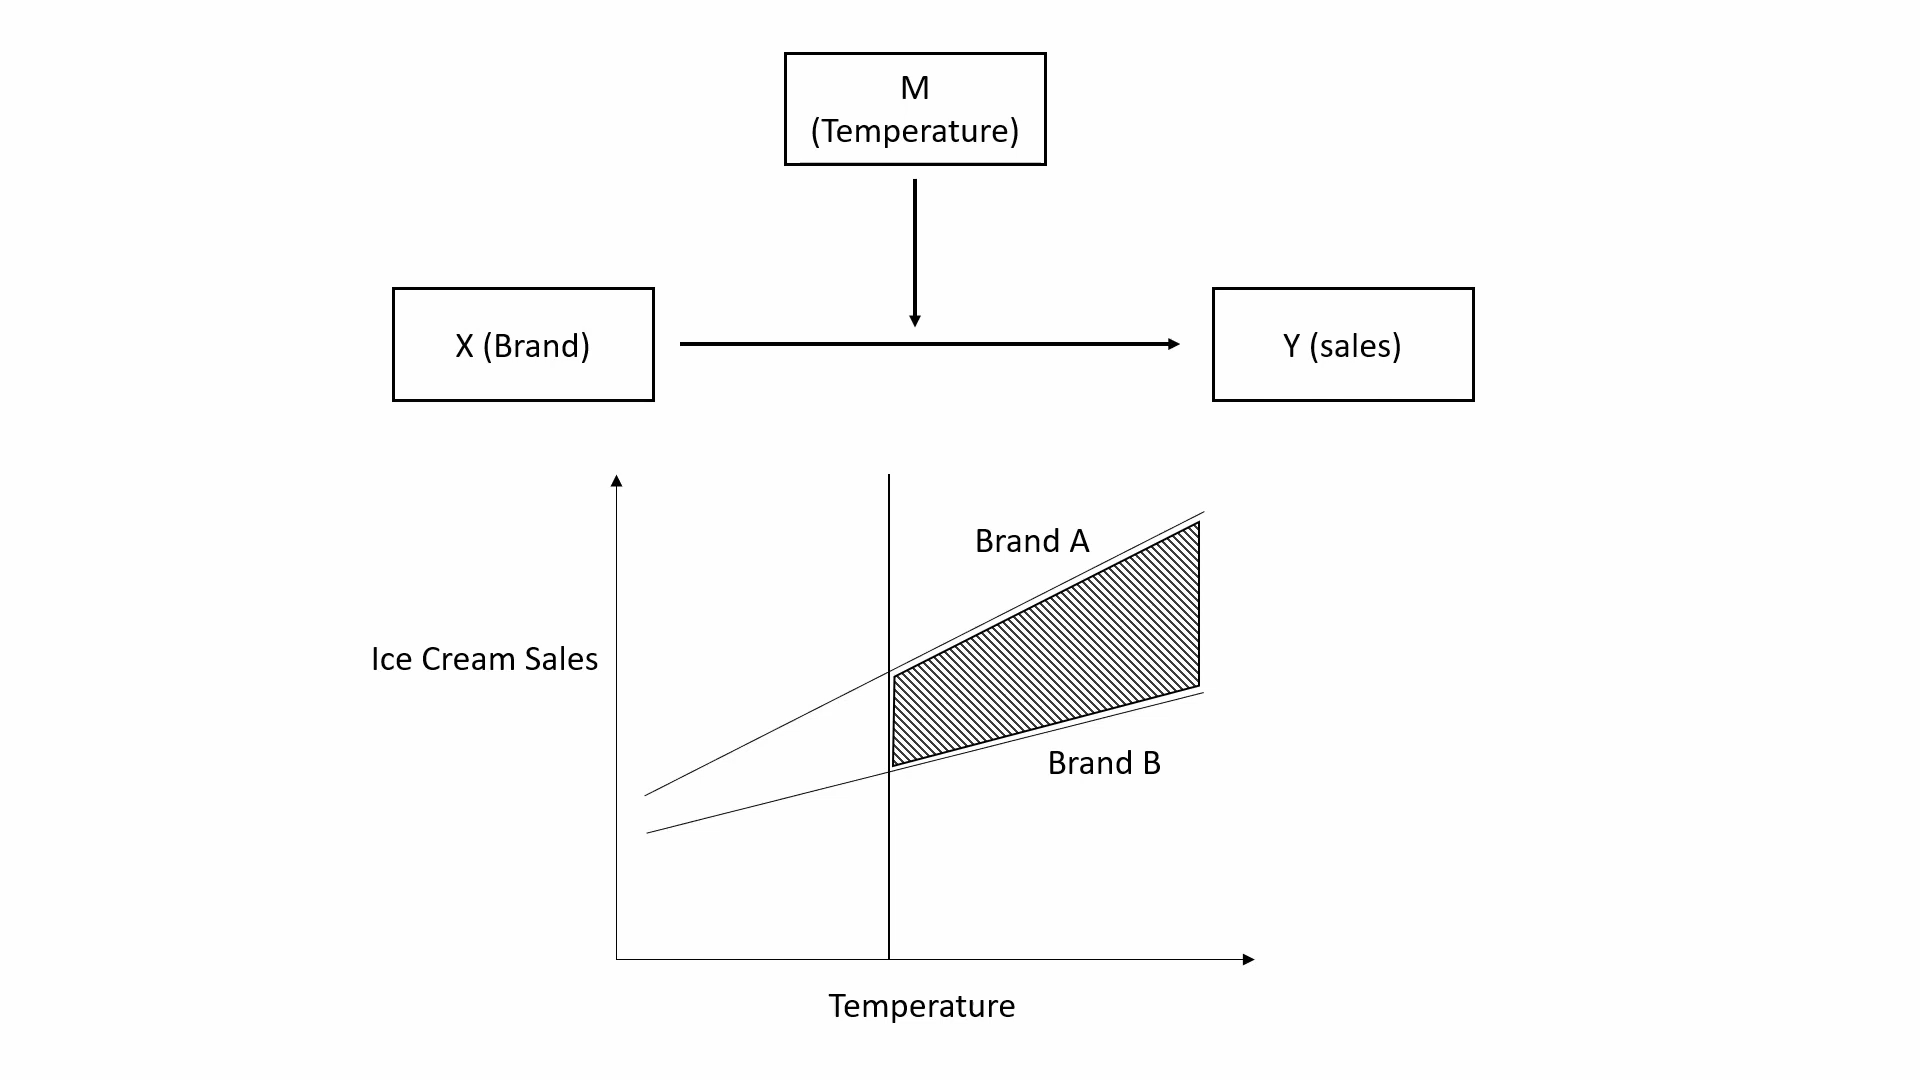 M
(Temperature)
X (Brand)
Y (sales)
Brand A
Ice Cream Sales
Brand B
Temperature